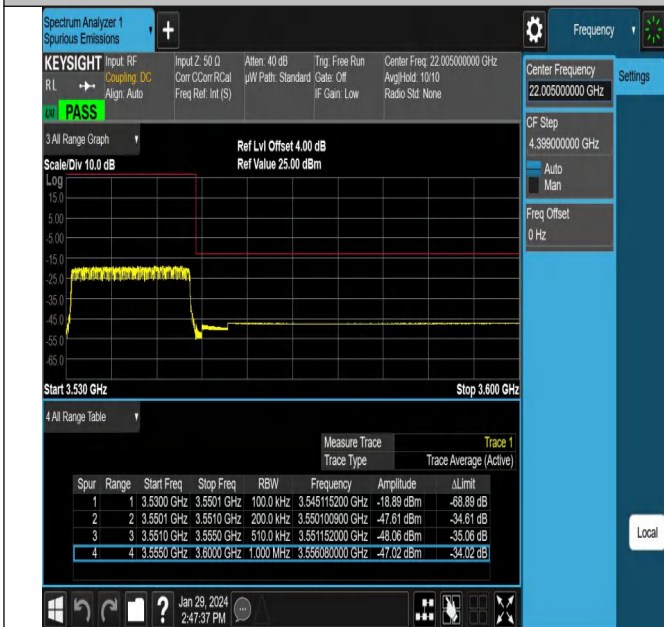 Spectrum Analyzer 1
Spurious Emissions
+
Frequency
KEYSIGHT
RL
Input: RF
Coupling: DC
Align: Auto
Input Z: 50 Ω
Corr CCorr RCal
Freq Ref: Int (S)
Atten: 40 dB
µW Path: Standard
Trig: Free Run
Gate: Off
IF Gain: Low
Center Freq: 22.005000000 GHz
Avg|Hold: 10/10
Radio Std: None
PASS
3 All Range Graph
Scale/Div 10.0 dB
Ref Lvl Offset 4.00 dB
Ref Value 25.00 dBm
Log
15.0
5.00
-5.00
-15.0
-25.0
-35.0
-45.0
-55.0
-65.0
Start 3.530 GHz
Stop 3.600 GHz
4 All Range Table
Measure Trace Trace 1
Trace Type Trace Average (Active)
Spur Range Start Freq Stop Freq RBW Frequency Amplitude ΔLimit
1 1 3.5300 GHz 3.5501 GHz 100.0 kHz 3.545115200 GHz -18.89 dBm -68.89 dB
2 2 3.5501 GHz 3.5510 GHz 200.0 kHz 3.550100900 GHz -47.61 dBm -34.61 dB
3 3 3.5510 GHz 3.5550 GHz 510.0 kHz 3.551152000 GHz -48.06 dBm -35.06 dB
4 4 3.5550 GHz 3.6000 GHz 1.000 MHz 3.556080000 GHz -47.02 dBm -34.02 dB
Center Frequency
22.005000000 GHz
Settings
CF Step
4.399000000 GHz
Auto
Man
Freq Offset
0 Hz
Local
?
Jan 29, 2024
2:47:37 PM